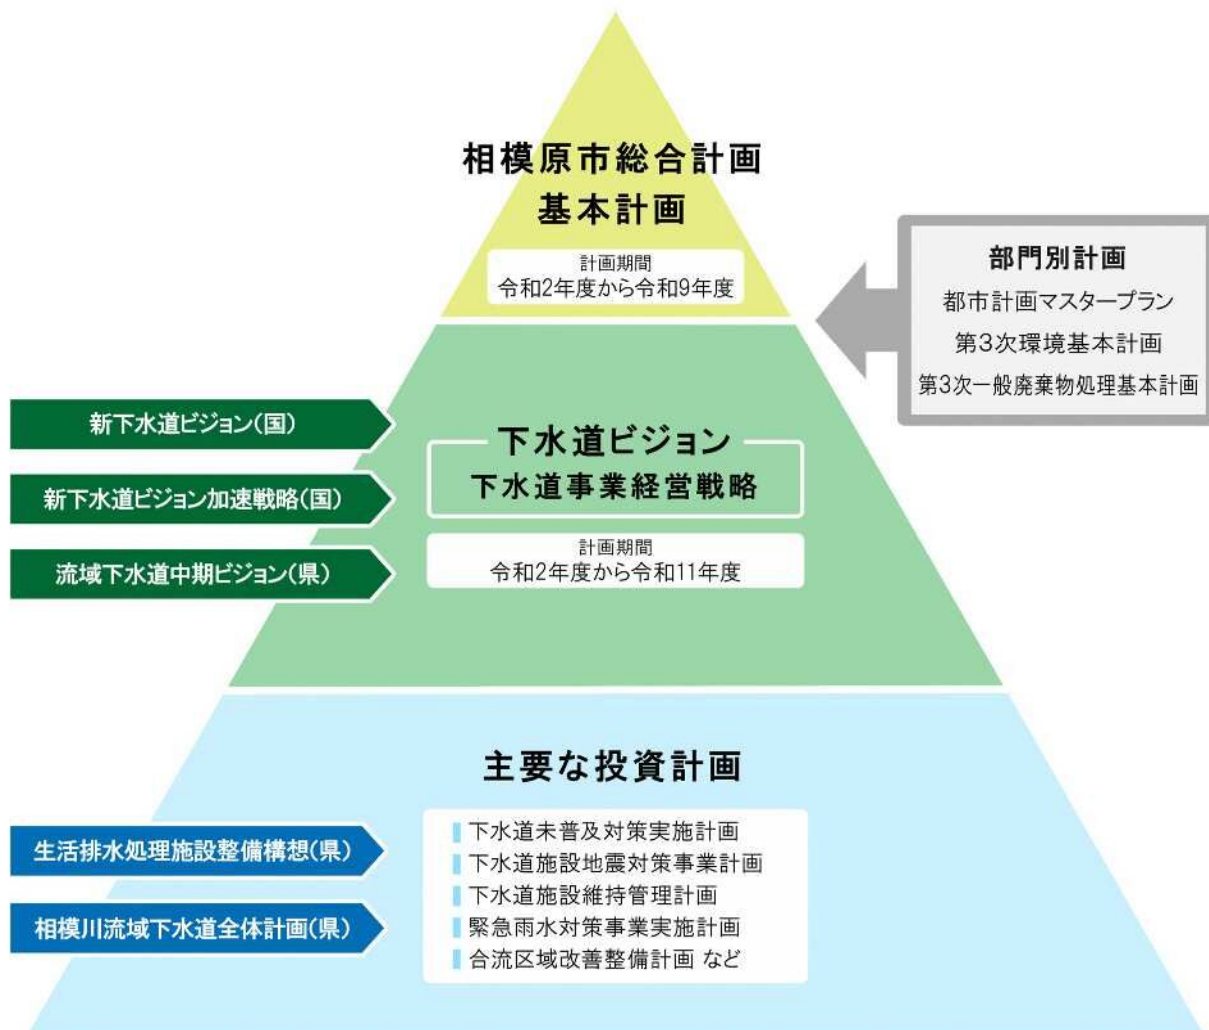 相模原市総合計画
基本計画
計画期間
令和2年度から令和9年度
部門別計画
都市計画マスタープラン
第3次環境基本計画
第3次一般廃棄物処理基本計画
新下水道ビジョン(国)
新下水道ビジョン加速戦略(国)
流域下水道中期ビジョン(県)
下水道ビジョン
下水道事業経営戦略
計画期間
令和2年度から令和11年度
主要な投資計画
生活排水処理施設整備構想(県)
相模川流域下水道全体計画(県)
下水道未普及対策実施計画
下水道施設地震対策事業計画
下水道施設維持管理計画
緊急雨水対策事業実施計画
合流区域改善整備計画 など